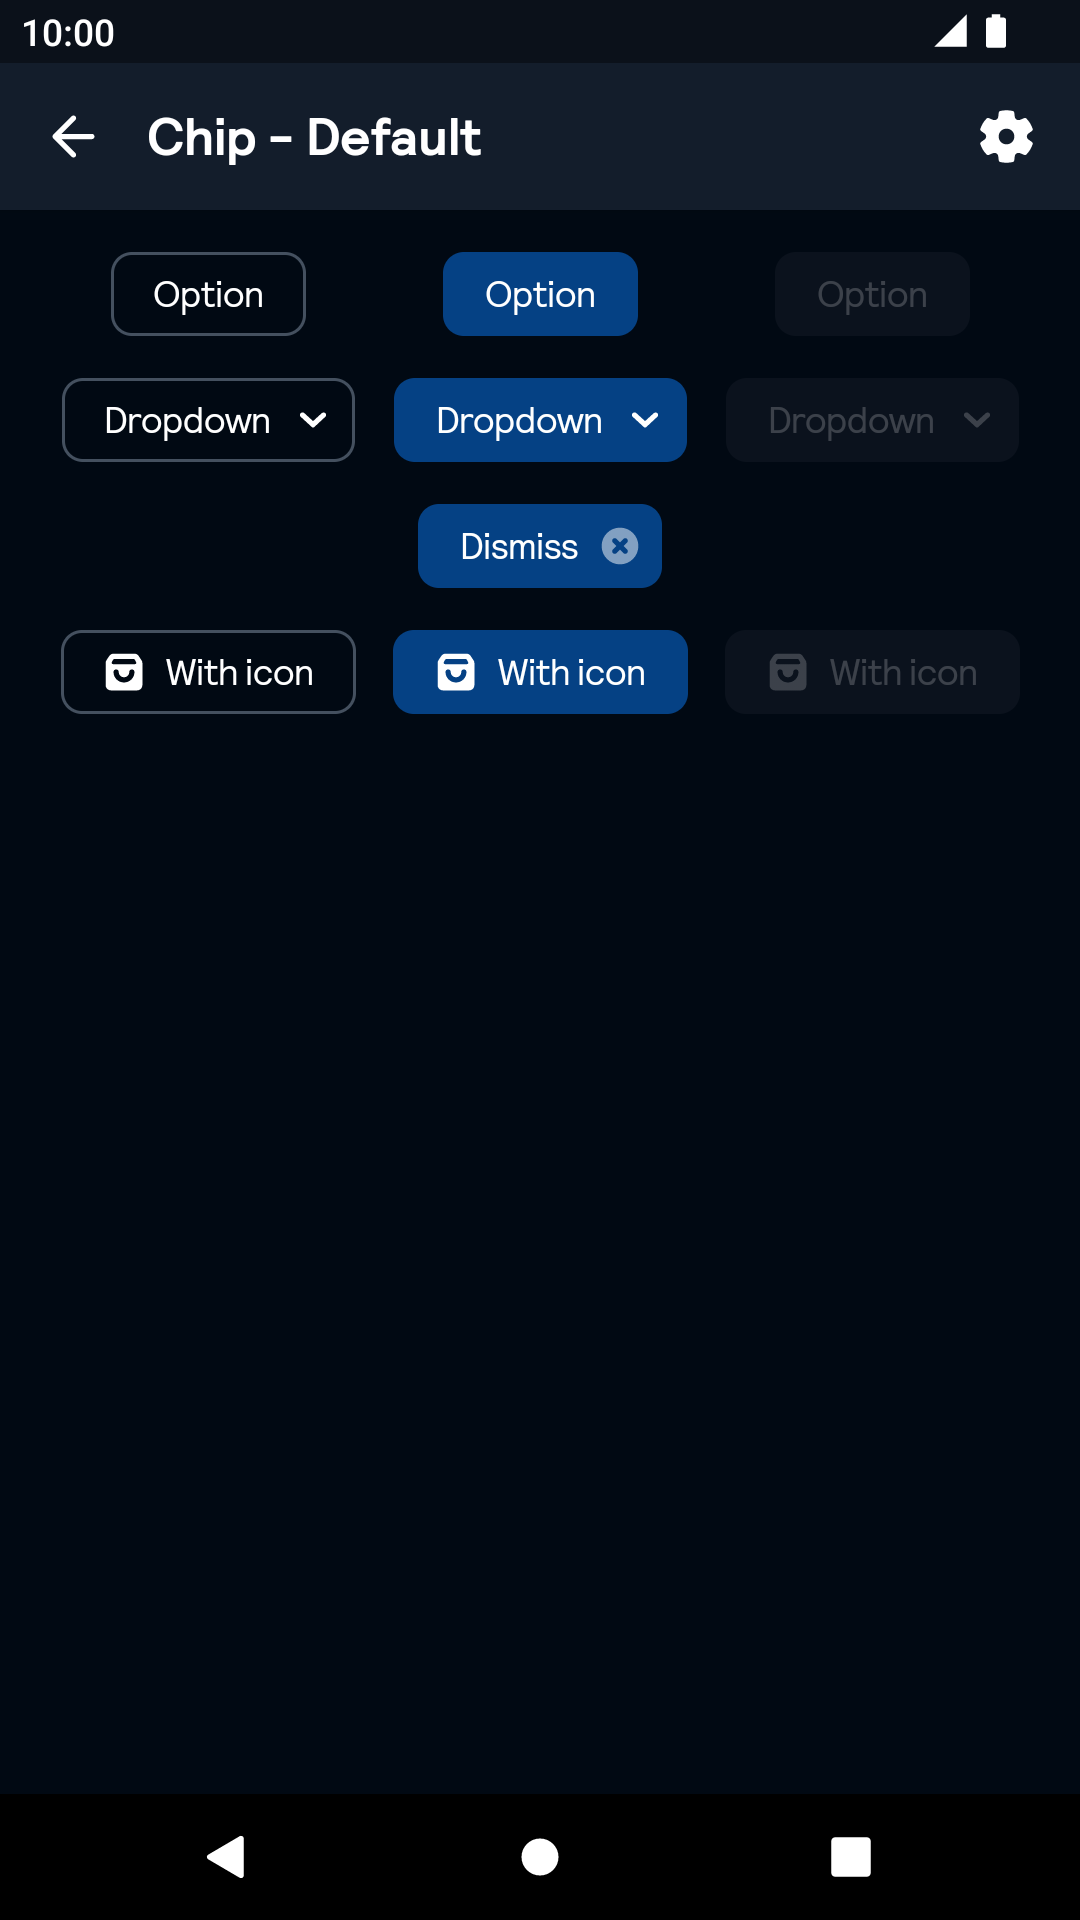 10:00
Chip - Default
Option Option Option
Dropdown Dropdown Dropdown
Dismiss
With icon With icon With icon